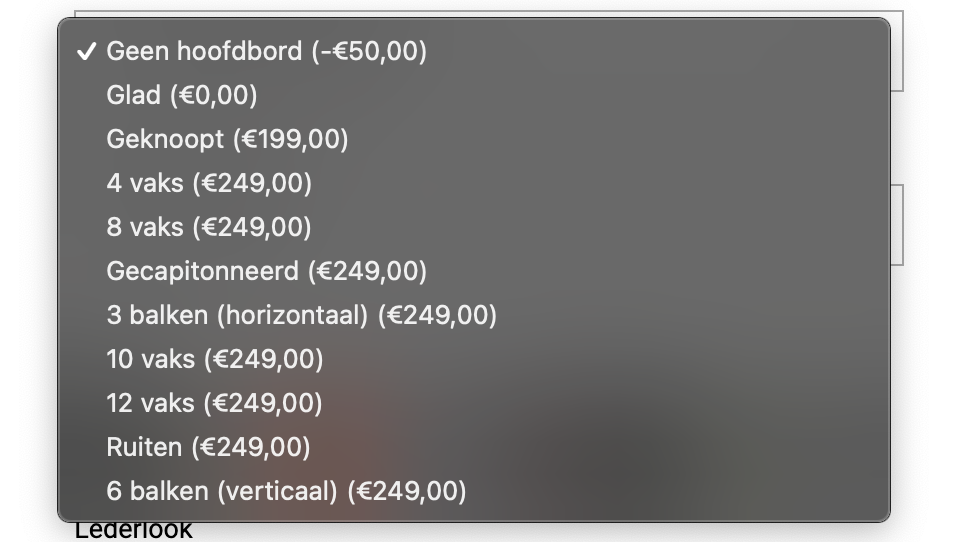 ✓ Geen hoofdbord (-€50,00)
Glad (€0,00)
Geknoopt (€199,00)
4 vaks (€249,00)
8 vaks (€249,00)
Gecapitonneerd (€249,00)
3 balken (horizontaal) (€249,00)
10 vaks (€249,00)
12 vaks (€249,00)
Ruiten (€249,00)
6 balken (verticaal) (€249,00)
Lederlook